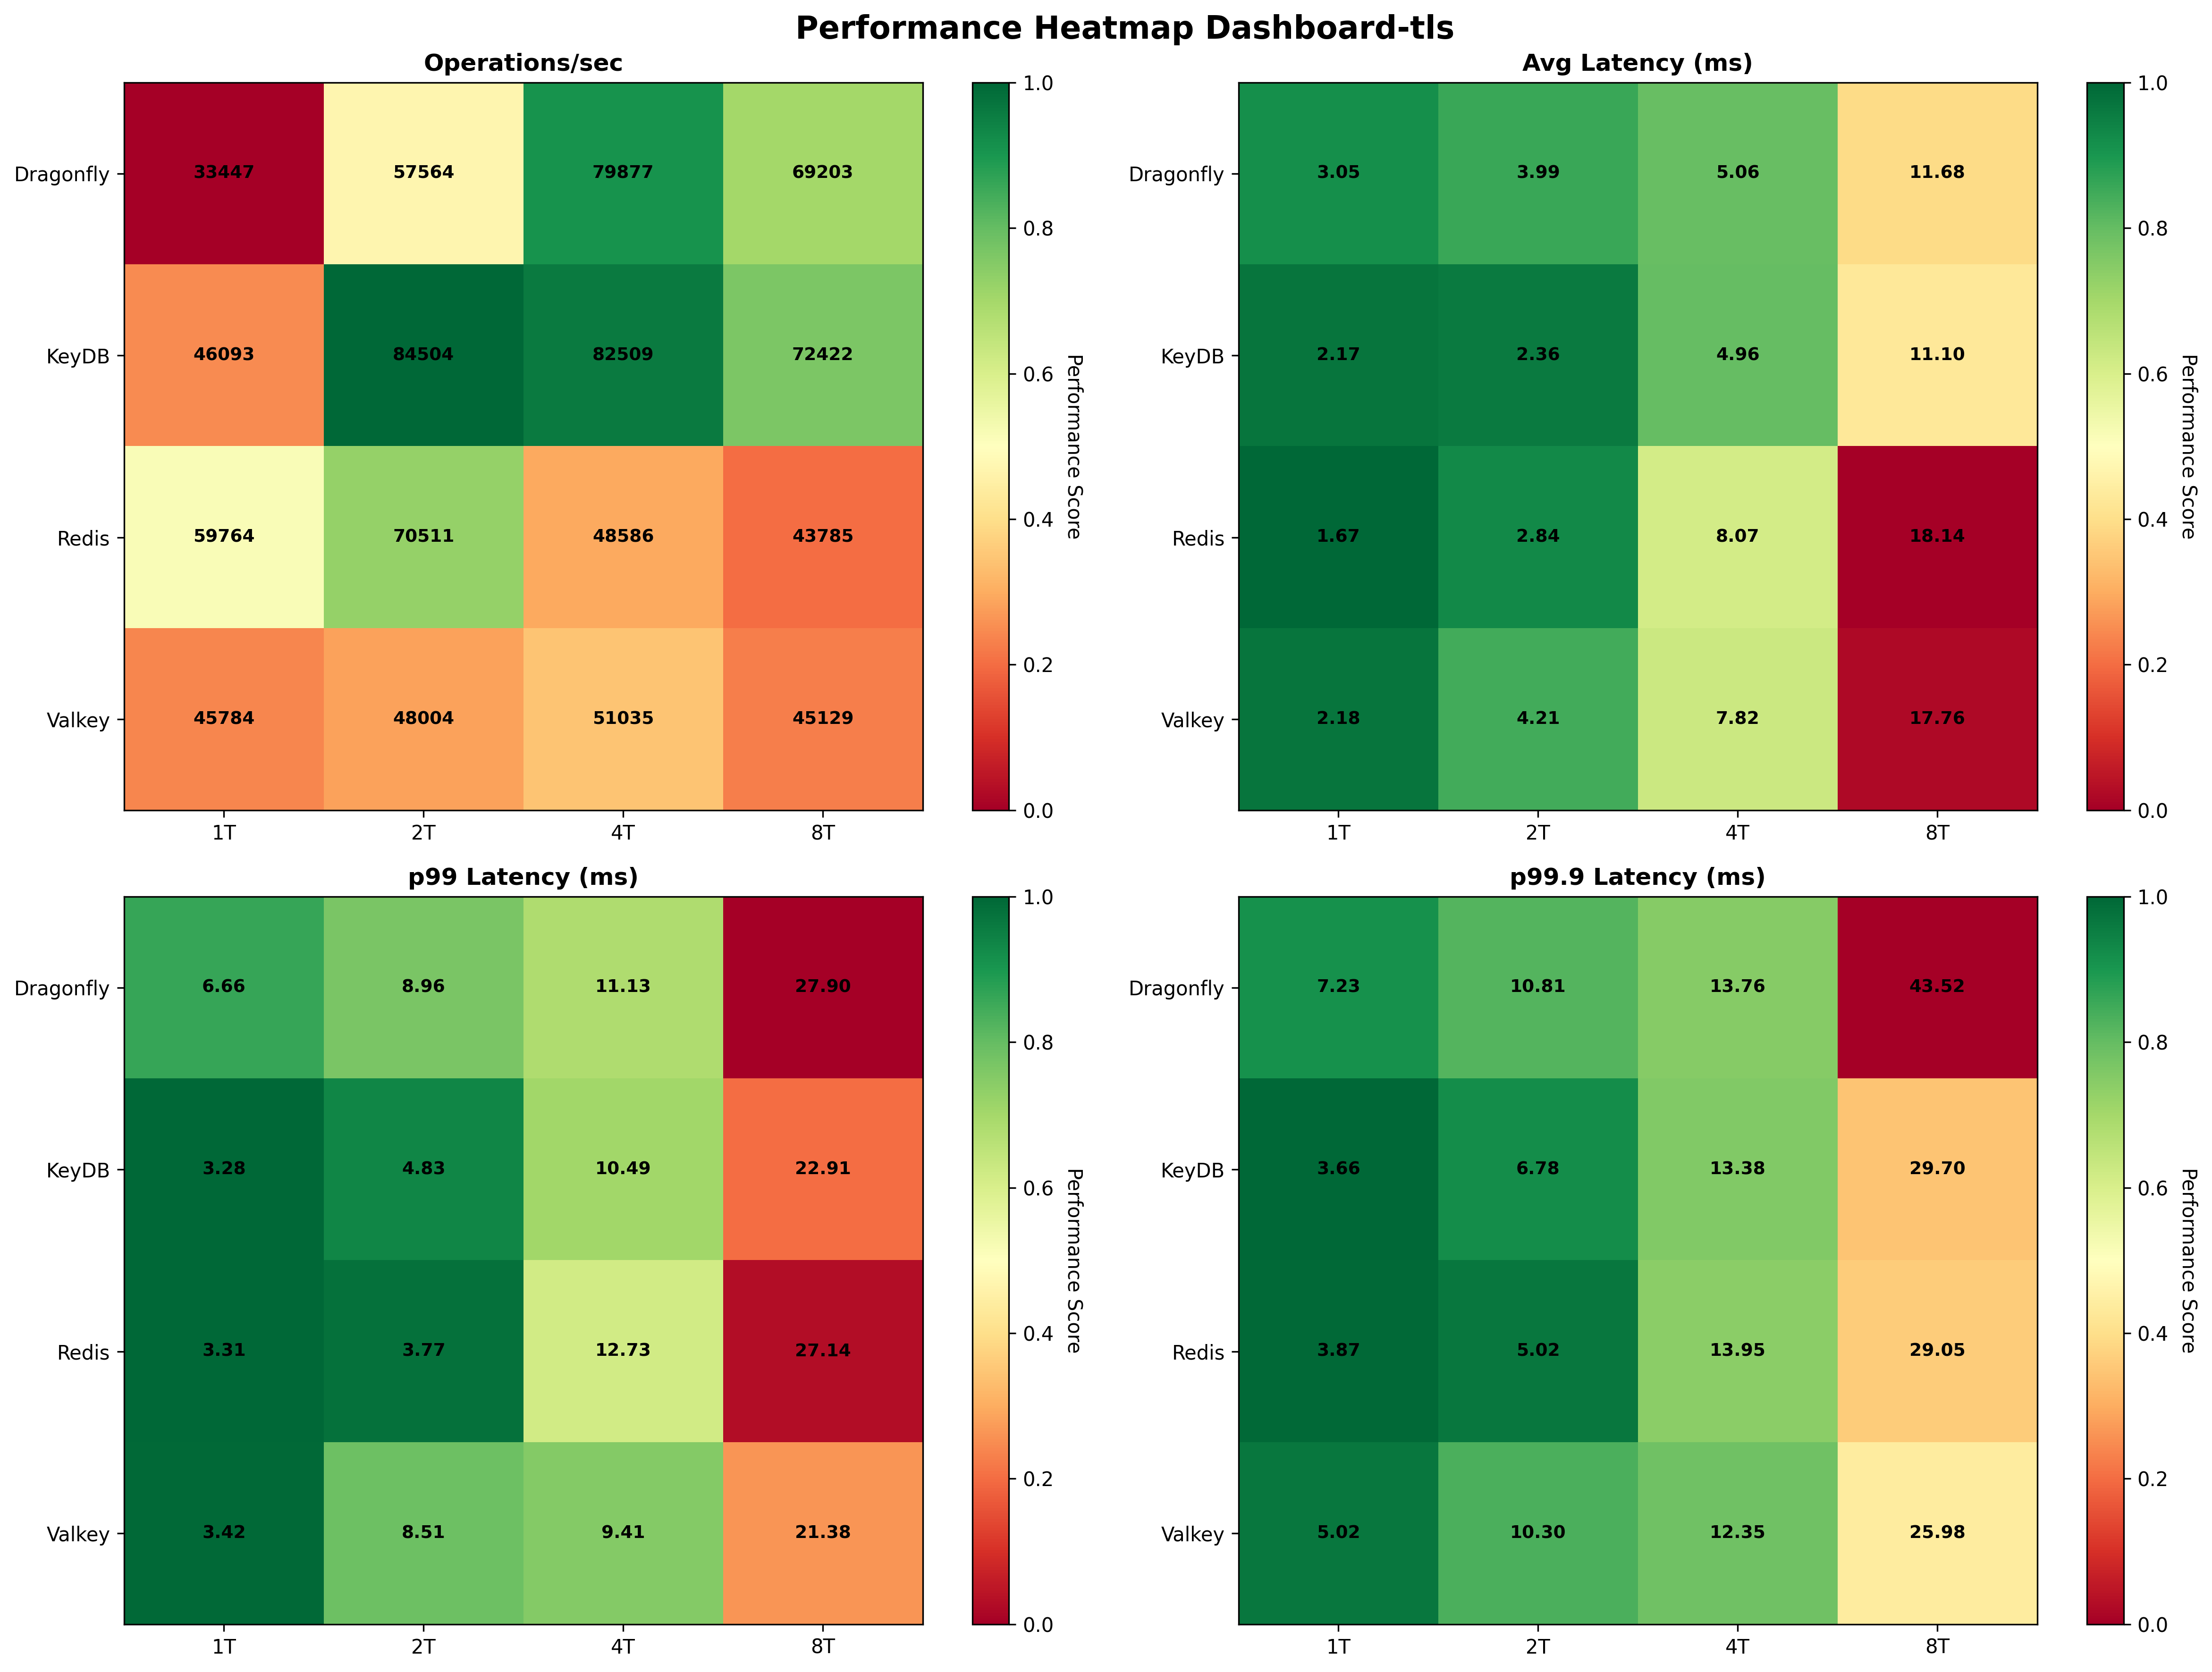 Performance Heatmap Dashboard-tls
Operations/sec
Dragonfly 33447 57564 79877 69203
KeyDB 46093 84504 82509 72422
Redis 59764 70511 48586 43785
Valkey 45784 48004 51035 45129
1T 2T 4T 8T
1.0
0.8
0.6
0.4
0.2
0.0
Performance Score
Avg Latency (ms)
Dragonfly 3.05 3.99 5.06 11.68
KeyDB 2.17 2.36 4.96 11.10
Redis 1.67 2.84 8.07 18.14
Valkey 2.18 4.21 7.82 17.76
1T 2T 4T 8T
1.0
0.8
0.6
0.4
0.2
0.0
Performance Score
p99 Latency (ms)
Dragonfly 6.66 8.96 11.13 27.90
KeyDB 3.28 4.83 10.49 22.91
Redis 3.31 3.77 12.73 27.14
Valkey 3.42 8.51 9.41 21.38
1T 2T 4T 8T
1.0
0.8
0.6
0.4
0.2
0.0
Performance Score
p99.9 Latency (ms)
Dragonfly 7.23 10.81 13.76 43.52
KeyDB 3.66 6.78 13.38 29.70
Redis 3.87 5.02 13.95 29.05
Valkey 5.02 10.30 12.35 25.98
1T 2T 4T 8T
1.0
0.8
0.6
0.4
0.2
0.0
Performance Score